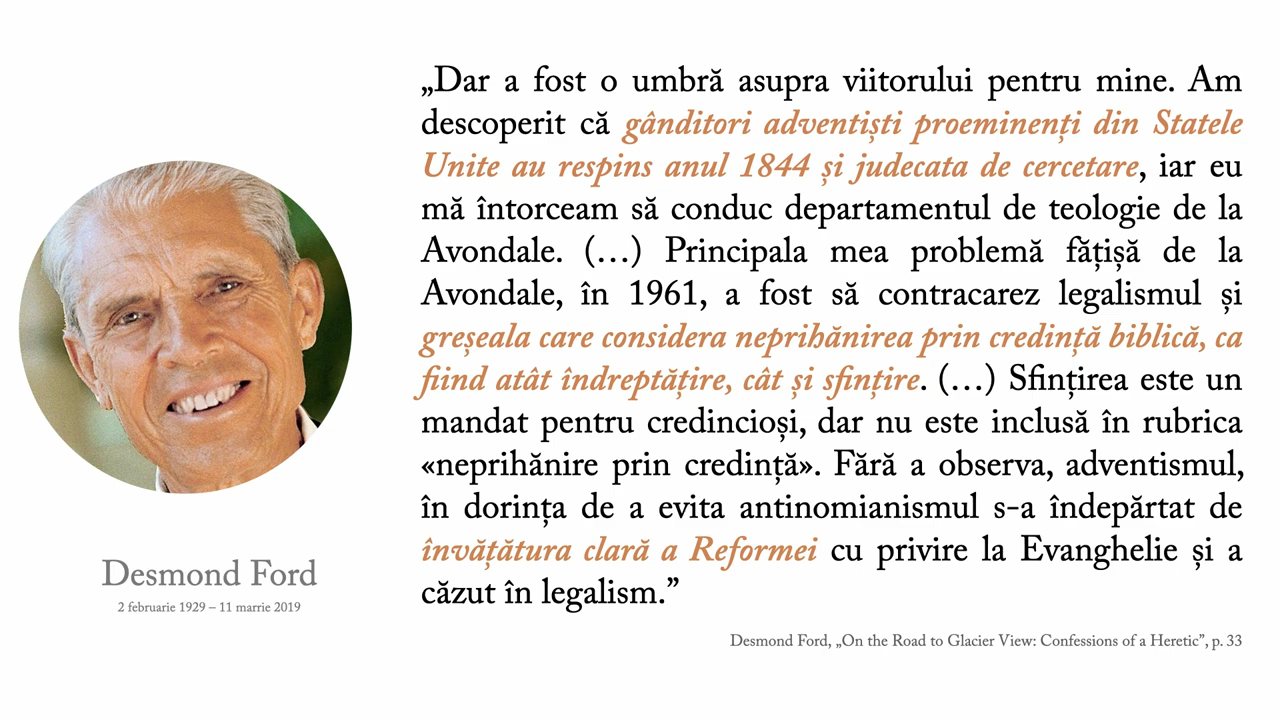 „Dar a fost o umbră asupra viitorului pentru mine. Am
descoperit că gânditori adventiști proeminenți din Statele
Unite au respins anul 1844 și judecata de cercetare, iar eu
mă întorceam să conduc departamentul de teologie de la
Avondale. (…) Principala mea problemă fățișă de la
Avondale, în 1961, a fost să contracarez legalismul și
greșeala care considera neprihănirea prin credință biblică, ca
fiind atât îndreptățire, cât și sfințire. (…) Sfințirea este un
mandat pentru credincioși, dar nu este inclusă în rubrica
«neprihănire prin credință». Fără a observa, adventismul,
în dorința de a evita antinomianismul s-a îndepărtat de
învățătura clară a Reformei cu privire la Evanghelie și a
căzut în legalism.”
Desmond Ford
2 februarie 1929 – 11 marrie 2019
Desmond Ford, „On the Road to Glacier View: Confessions of a Heretic”, p. 33